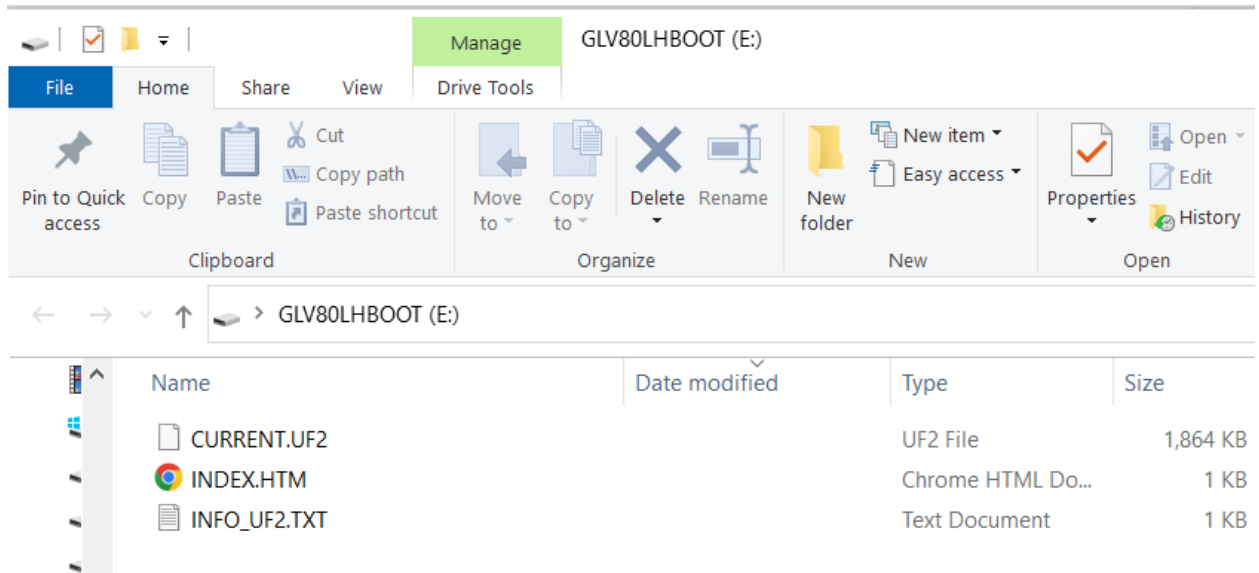 Manage
GLV80LHBOOT (E:)
File
Home
Share
View
Drive Tools
Pin to Quick access
Copy
Paste
Cut
Copy path
Paste shortcut
Clipboard
Move to
Copy to
Delete
Rename
Organize
New folder
New item
Easy access
New
Properties
Open
Edit
History
Open
GLV80LHBOOT (E:)
Name Date modified Type Size
CURRENT.UF2 UF2 File 1,864 KB
INDEX.HTM Chrome HTML Do... 1 KB
INFO_UF2.TXT Text Document 1 KB